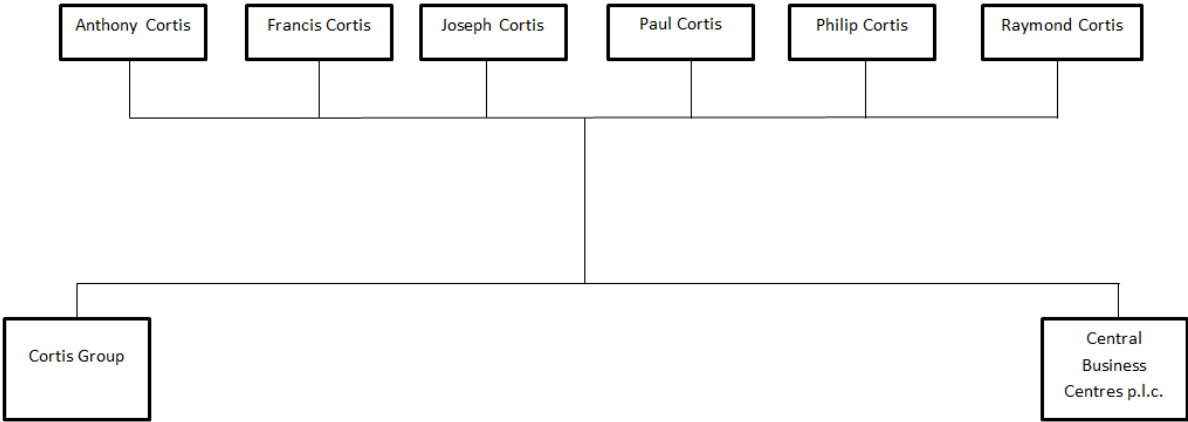 Anthony Cortis
Francis Cortis
Joseph Cortis
Paul Cortis
Philip Cortis
Raymond Cortis
Cortis Group
Central
Business
Centres p.l.c.